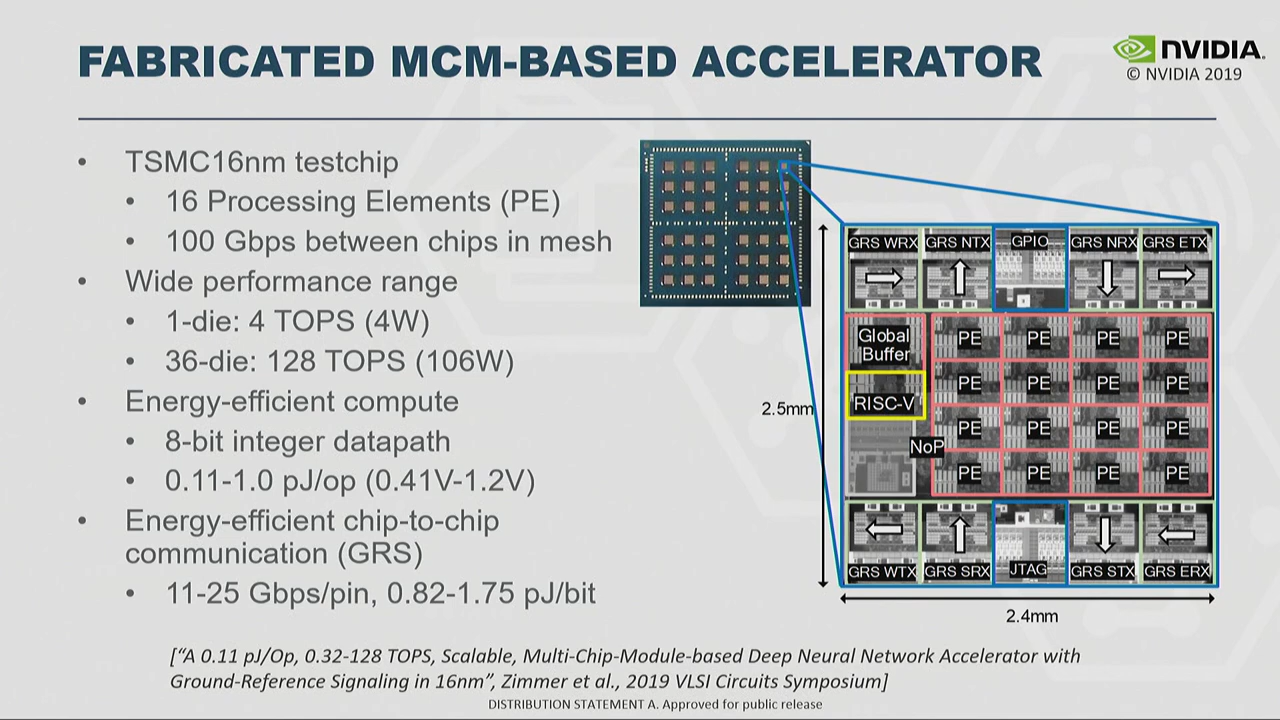 FABRICATED MCM-BASED ACCELERATOR
NVIDIA.
© NVIDIA 2019
• TSMC16nm testchip
• 16 Processing Elements (PE)
• 100 Gbps between chips in mesh
• Wide performance range
• 1-die: 4 TOPS (4W)
• 36-die: 128 TOPS (106W)
• Energy-efficient compute
• 8-bit integer datapath
• 0.11-1.0 pJ/op (0.41V-1.2V)
• Energy-efficient chip-to-chip
communication (GRS)
• 11-25 Gbps/pin, 0.82-1.75 pJ/bit
GRS WRX GRS NTX GPIO GRS NRX GRS ETX
Global
Buffer
PE PE PE PE
RISC-V
PE PE PE PE
2.5mm
PE PE PE PE
NoP
PE PE PE PE
GRS WTX GRS SRX JTAG GRS STX GRS ERX
2.4mm
[“A 0.11 pJ/Op, 0.32-128 TOPS, Scalable, Multi-Chip-Module-based Deep Neural Network Accelerator with
Ground-Reference Signaling in 16nm”, Zimmer et al., 2019 VLSI Circuits Symposium]
DISTRIBUTION STATEMENT A. Approved for public release